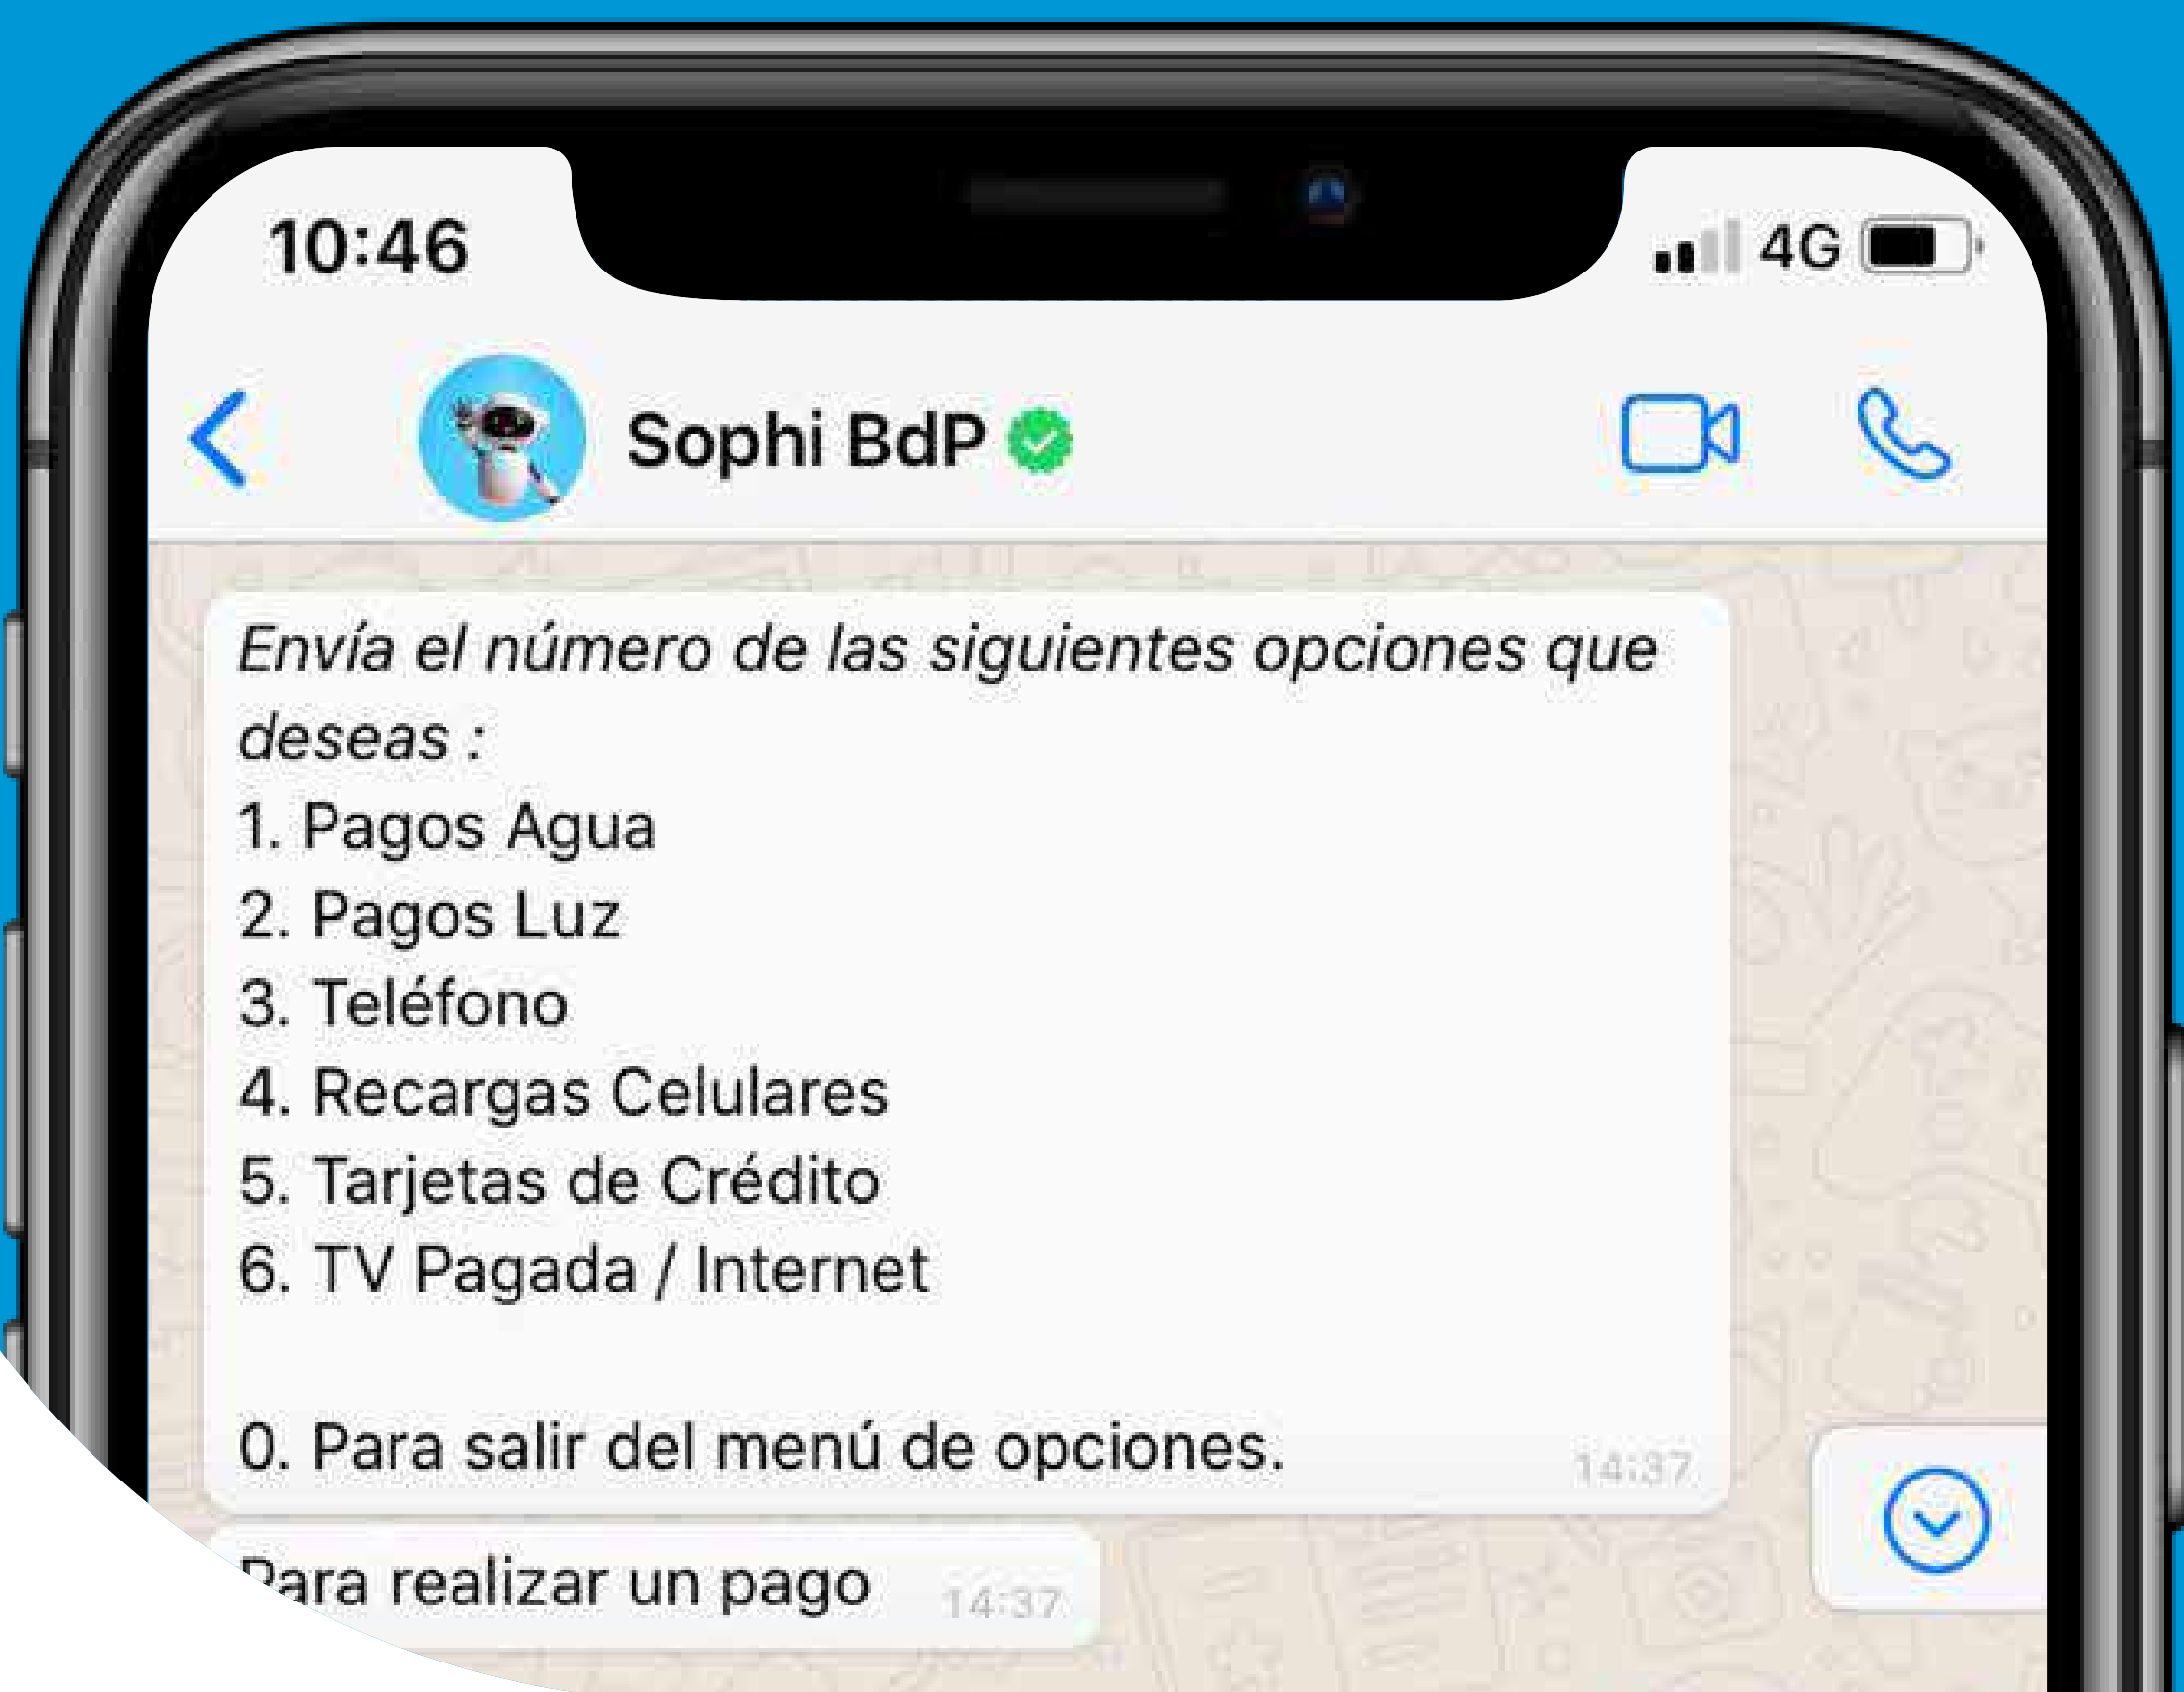 10:46
4G
Sophi BdP
Envía el número de las siguientes opciones que
deseas :
1. Pagos Agua
2. Pagos Luz
3. Teléfono
4. Recargas Celulares
5. Tarjetas de Crédito
6. TV Pagada / Internet
0. Para salir del menú de opciones.
14:37
Para realizar un pago
14:37